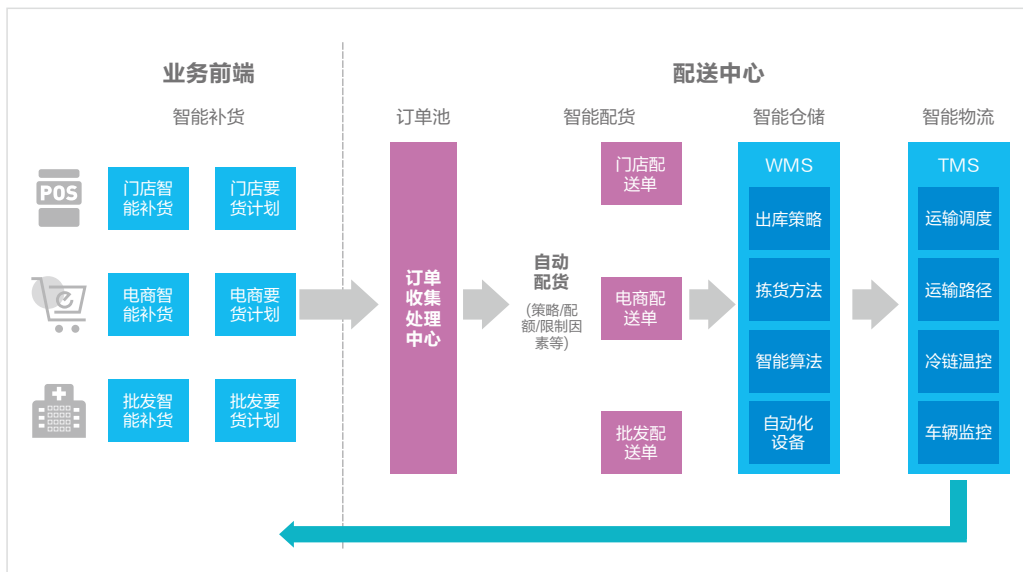 业务前端
配送中心
智能补货
订单池
智能配货
智能仓储
智能物流
POS
门店智
能补货
门店要
货计划
电商智
能补货
电商要
货计划
批发智
能补货
批发要
货计划
订单
收集
处理
中心
自动
配货
(策略/配
额/限制因
素等)
门店配
送单
电商配
送单
批发配
送单
WMS
出库策略
拣货方法
智能算法
自动化
设备
TMS
运输调度
运输路径
冷链温控
车辆监控